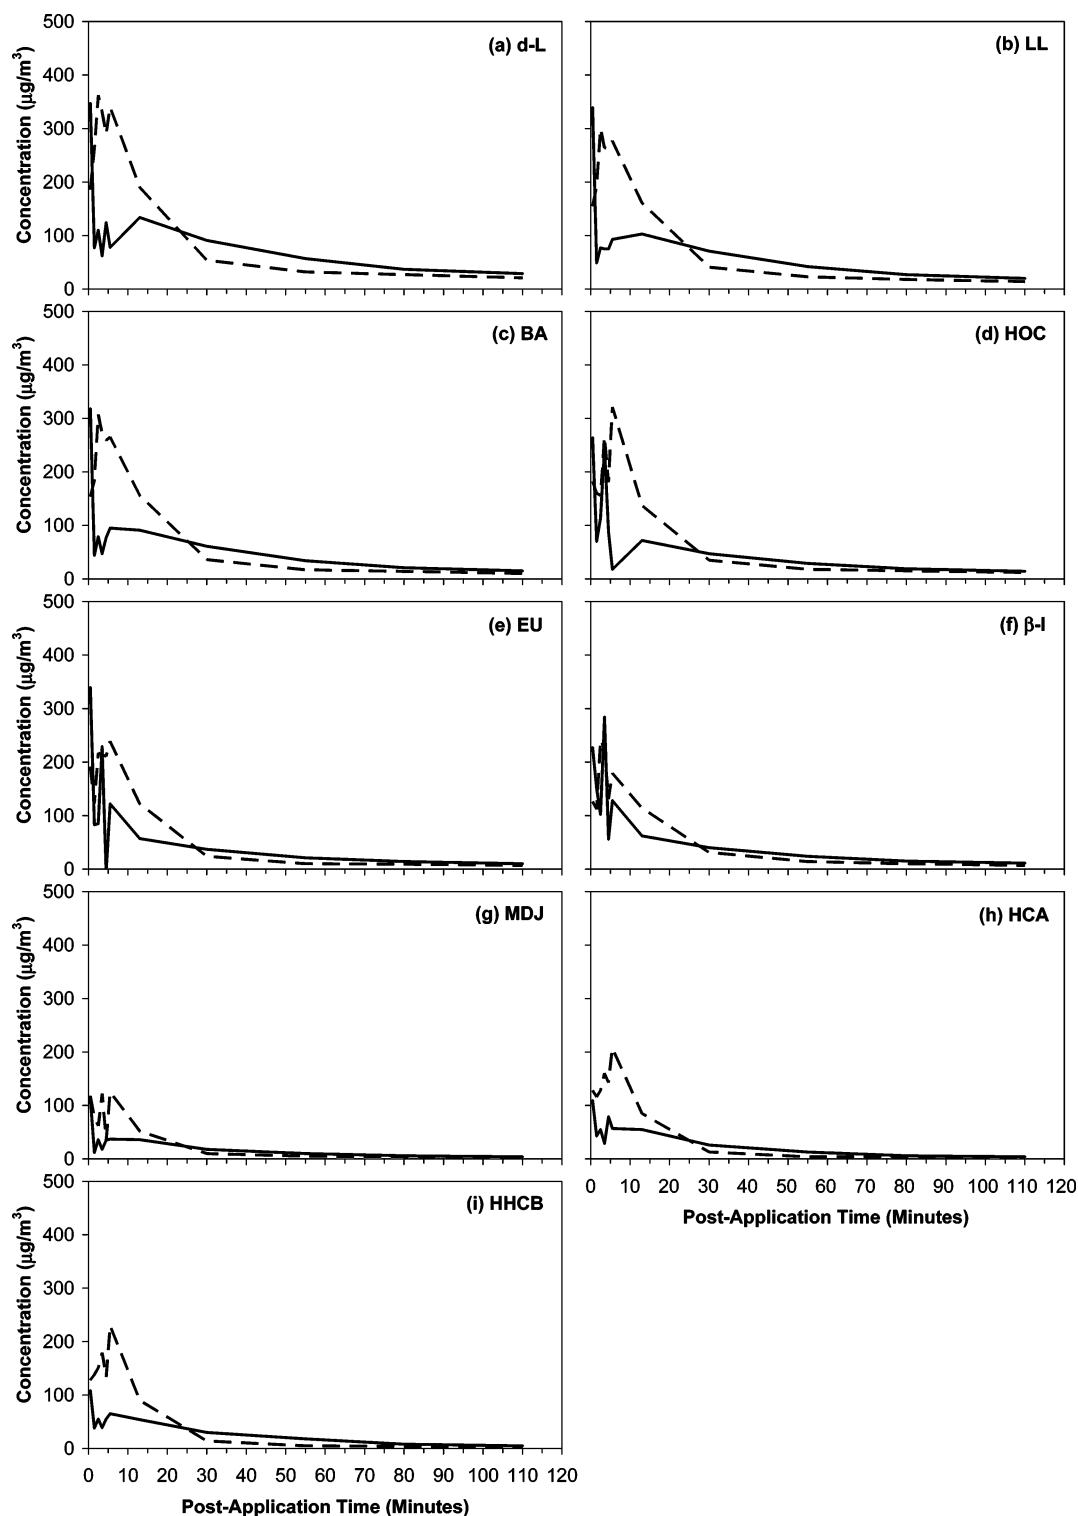 (a) d-L
Concentration (µg/m³)
500
400
300
200
100
0
(b) LL
(c) BA
Concentration (µg/m³)
500
400
300
200
100
0
(d) HOC
(e) EU
Concentration (µg/m³)
500
400
300
200
100
0
(f) β-I
(g) MDJ
Concentration (µg/m³)
500
400
300
200
100
0
(h) HCA
0 10 20 30 40 50 60 70 80 90 100 110 120
Post-Application Time (Minutes)
(i) HHCB
Concentration (µg/m³)
500
400
300
200
100
0
0 10 20 30 40 50 60 70 80 90 100 110 120
Post-Application Time (Minutes)